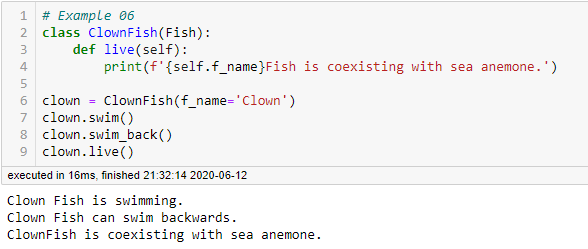 1 # Example 06
2 class ClownFish(Fish):
3     def live(self):
4         print(f'{self.f_name}Fish is coexisting with sea anemone.')
5
6 clown = ClownFish(f_name='Clown')
7 clown.swim()
8 clown.swim_back()
9 clown.live()
executed in 16ms, finished 21:32:14 2020-06-12
Clown Fish is swimming.
Clown Fish can swim backwards.
ClownFish is coexisting with sea anemone.